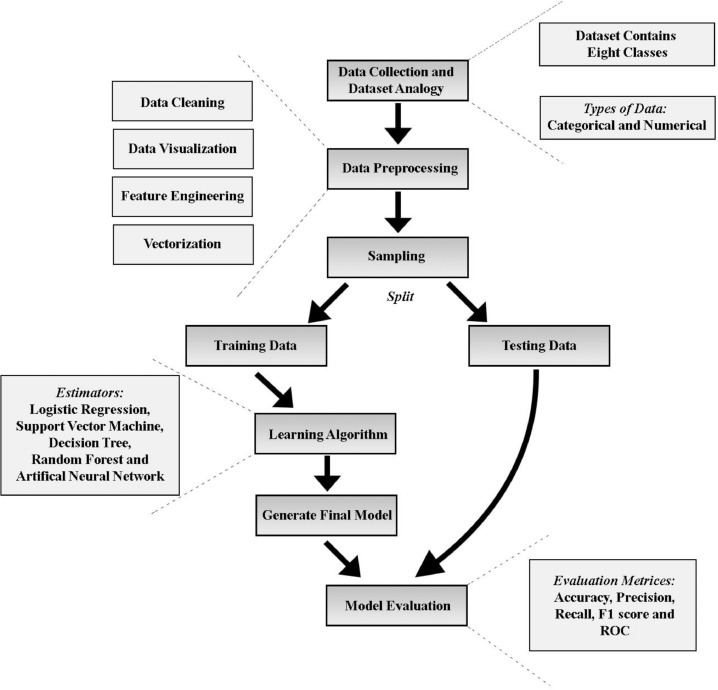 Dataset Contains
Eight Classes
Data Collection and
Dataset Analogy
Types of Data:
Categorical and Numerical
Data Cleaning
Data Visualization
Feature Engineering
Vectorization
Data Preprocessing
Sampling
Split
Training Data
Testing Data
Estimators:
Logistic Regression,
Support Vector Machine,
Decision Tree,
Random Forest and
Artifical Neural Network
Learning Algorithm
Generate Final Model
Model Evaluation
Evaluation Metrices:
Accuracy, Precision,
Recall, F1 score and
ROC